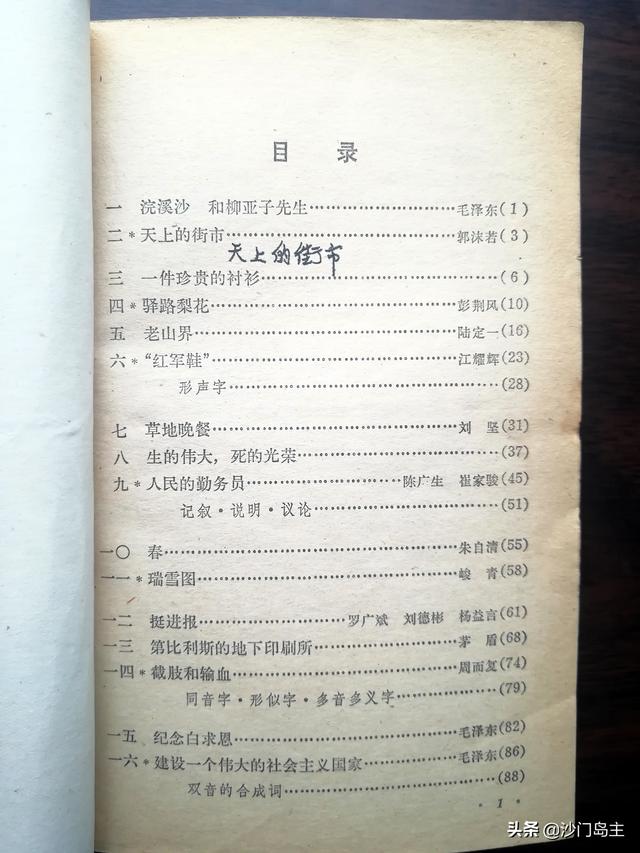 目 录
一 浣溪沙 和柳亚子先生……………………毛泽东(1)
二*天上的街市……………………………郭沫若(3)
天上的街市
三 一件珍贵的衬衫……………………………(6)
四*驿路梨花……………………………彭荆风(10)
五 老山界……………………………陆定一(16)
六*“红军鞋”……………………………江耀辉(23)
形声字……………………………(28)
七 草地晚餐……………………………刘 坚(31)
八 生的伟大，死的光荣……………………………(37)
九*人民的勤务员……………………陈广生 崔家骏(45)
记叙·说明·议论……………………………(51)
一〇 春……………………………朱自清(55)
一一*瑞雪图……………………………峻 青(58)
一二 挺进报……………………罗广斌 刘德彬 杨益言(61)
一三 第比利斯的地下印刷所……………………茅 盾(68)
一四*截肢和输血……………………………周而复(74)
同音字·形似字·多音多义字……………………(79)
一五 纪念白求恩……………………………毛泽东(82)
一六*建设一个伟大的社会主义国家……………………毛泽东(86)
双音的合成词……………………………(88)
·1·
头条@沙门岛主